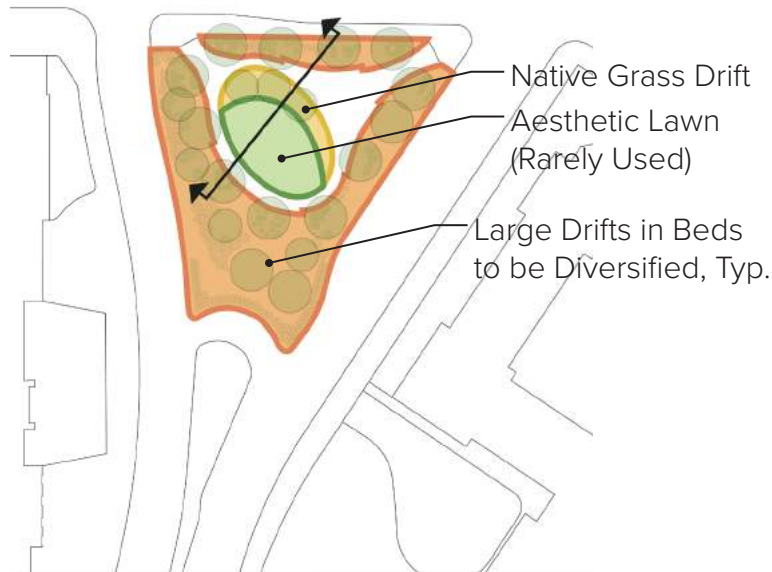 Native Grass Drift
Aesthetic Lawn
(Rarely Used)
Large Drifts in Beds
to be Diversified, Typ.